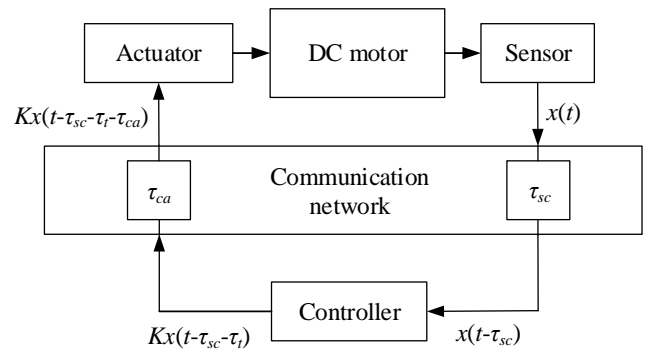 Actuator
DC motor
Sensor
Kx(t-τsc-τt-τca)
x(t)
τca
Communication
network
τsc
Controller
Kx(t-τsc-τt)
x(t-τsc)